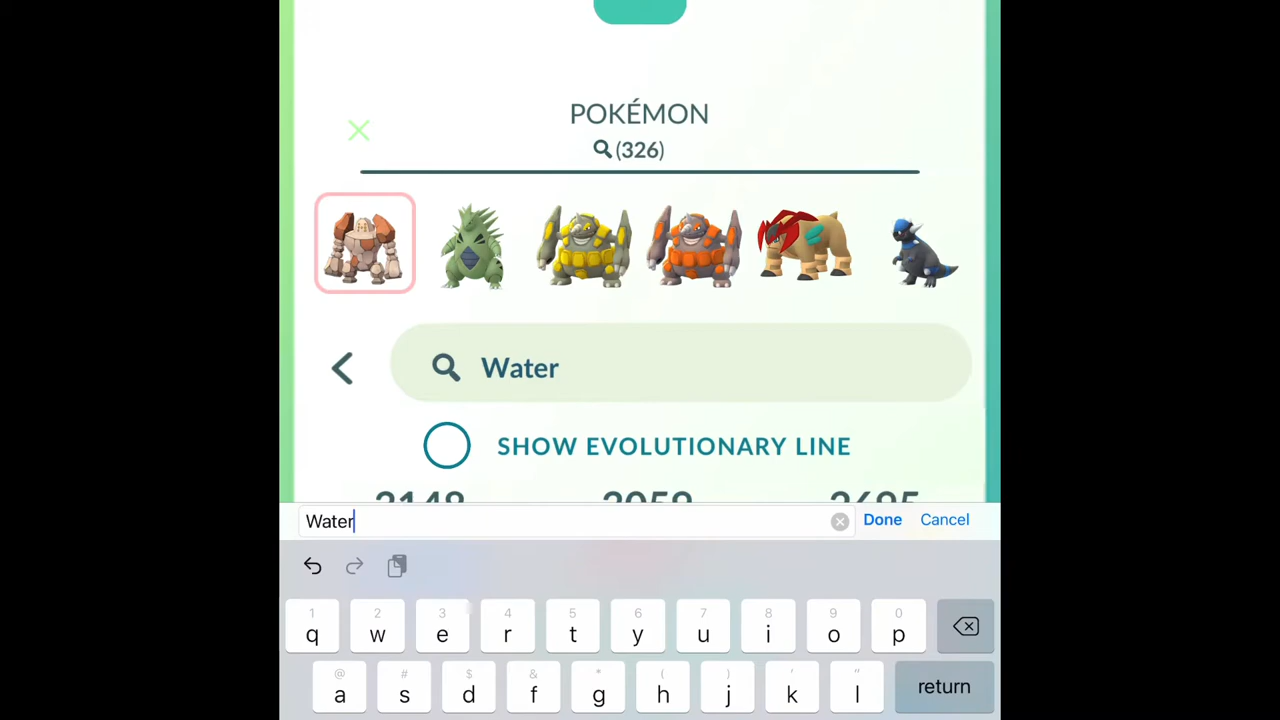 POKÉMON
(326)
Water
SHOW EVOLUTIONARY LINE
Water
Done
Cancel
1 2 3 4 5 6 7 8 9 0
q w e r t y u i o p
@ # $ & * ( ) ' "
a s d f g h j k l
return